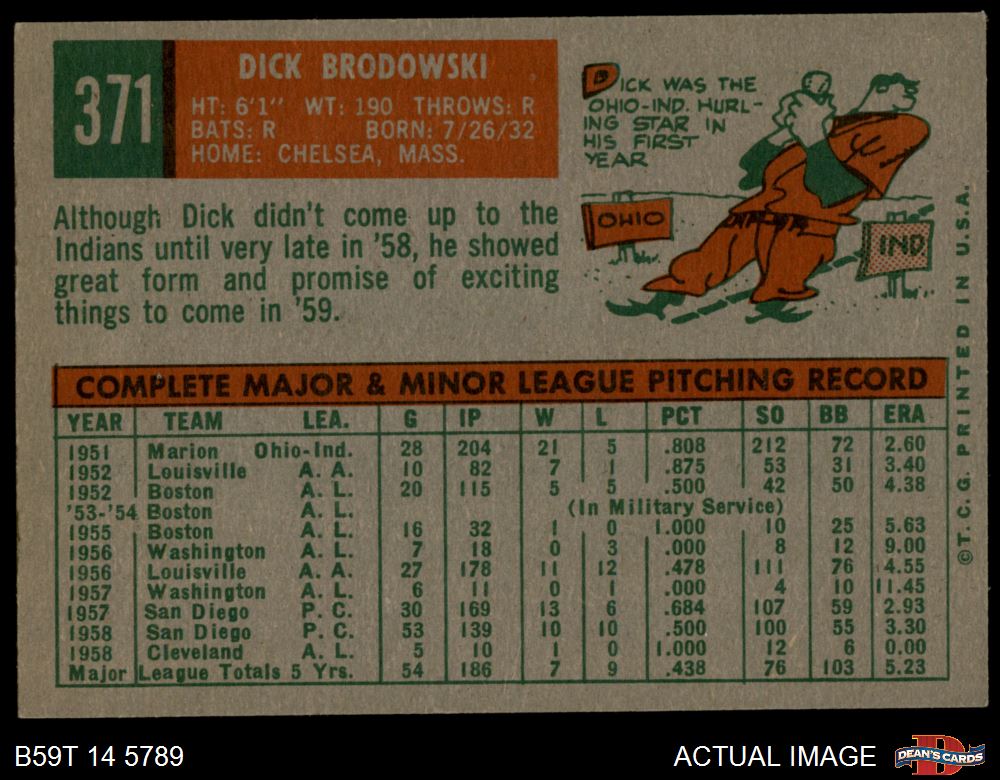 371
DICK BRODOWSKI
HT: 6'1" WT: 190 THROWS: R
BATS: R BORN: 7/26/32
HOME: CHELSEA, MASS.
DICK WAS THE
OHIO-IND. HURL-
ING STAR IN
HIS FIRST
YEAR
OHIO
IND
Although Dick didn't come up to the
Indians until very late in '58, he showed
great form and promise of exciting
things to come in '59.
COMPLETE MAJOR & MINOR LEAGUE PITCHING RECORD
YEAR TEAM LEA. G IP W L PCT SO BB ERA
1951 Marion Ohio-Ind. 28 204 21 5 .808 212 72 2.60
1952 Louisville A. A. 10 82 7 1 .875 53 31 3.40
1952 Boston A. L. 20 115 5 5 .500 42 50 4.38
'53-'54 Boston A. L. (In Military Service)
1955 Boston A. L. 16 32 1 0 1.000 10 25 5.63
1956 Washington A. L. 7 18 0 3 .000 8 12 9.00
1956 Louisville A. A. 27 178 11 12 .478 111 76 4.55
1957 Washington A. L. 6 11 0 1 .000 4 10 11.45
1957 San Diego P. C. 30 169 13 6 .684 107 59 2.93
1958 San Diego P. C. 53 139 10 10 .500 100 55 3.30
1958 Cleveland A. L. 5 10 1 0 1.000 12 6 0.00
Major League Totals 5 Yrs. 54 186 7 9 .438 76 103 5.23
©T.C.G. PRINTED IN U.S.A.
B59T 14 5789
ACTUAL IMAGE
DEAN'S CARDS